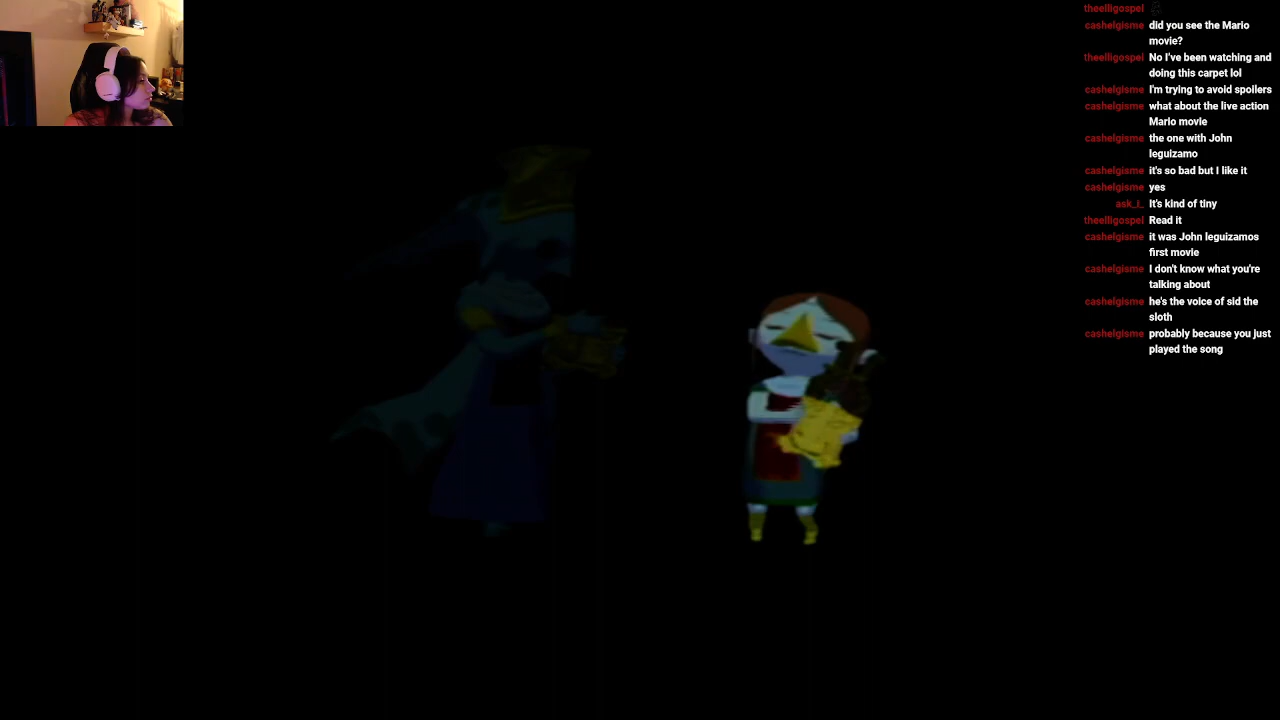 theelligospel
cashelgisme did you see the Mario
movie?
theelligospel No I've been watching and
doing this carpet lol
cashelgisme I'm trying to avoid spoilers
cashelgisme what about the live action
Mario movie
cashelgisme the one with John
leguizamo
cashelgisme it's so bad but I like it
cashelgisme yes
ask_i_ It's kind of tiny
theelligospel Read it
cashelgisme it was John leguizamos
first movie
cashelgisme I don't know what you're
talking about
cashelgisme he's the voice of sid the
sloth
cashelgisme probably because you just
played the song